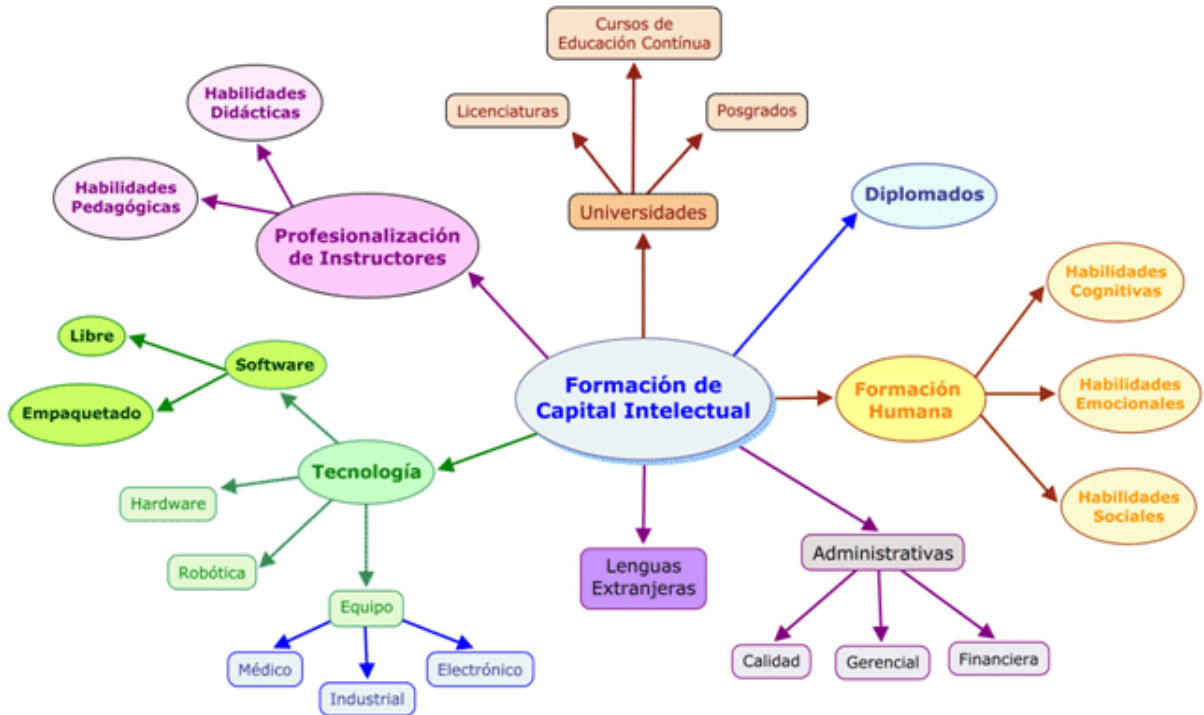 Cursos de
Educación Contínua
Licenciaturas
Posgrados
Universidades
Habilidades
Didácticas
Habilidades
Pedagógicas
Profesionalización
de Instructores
Diplomados
Habilidades
Cognitivas
Formación
Humana
Habilidades
Emocionales
Habilidades
Sociales
Formación de
Capital Intelectual
Libre
Software
Empaquetado
Tecnología
Hardware
Robótica
Equipo
Médico
Industrial
Electrónico
Lenguas
Extranjeras
Administrativas
Calidad
Gerencial
Financiera